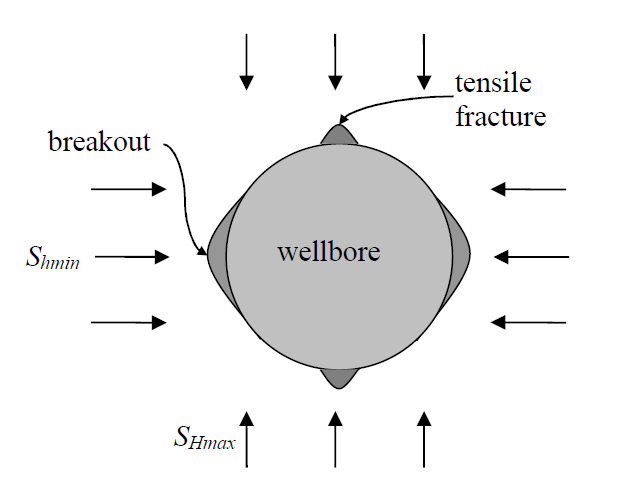 tensile
fracture
breakout
wellbore
Shmin
SHmax